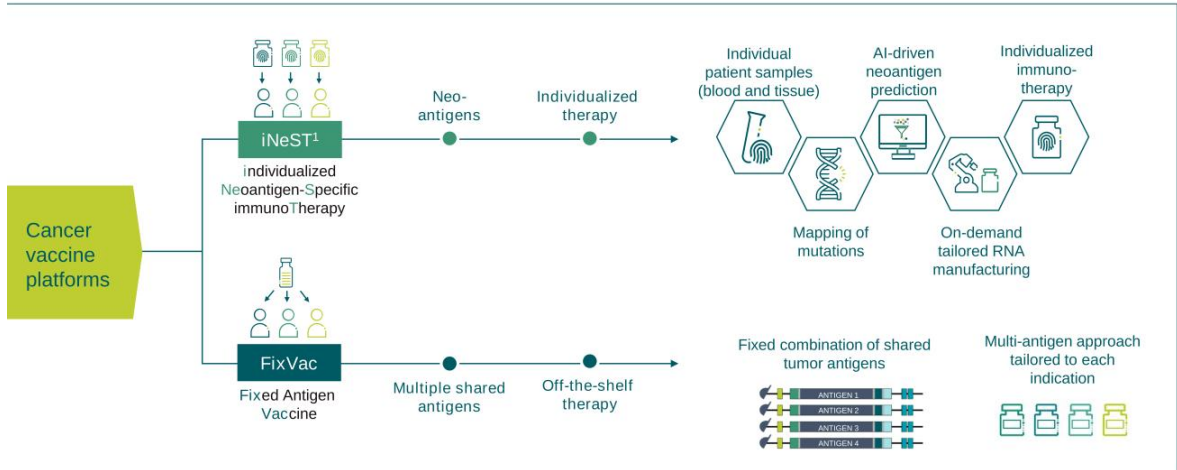 Cancer
vaccine
platforms
iNeST¹
individualized
Neoantigen-Specific
immunoTherapy
Neo-
antigens
Individualized
therapy
Individual
patient samples
(blood and tissue)
Mapping of
mutations
AI-driven
neoantigen
prediction
On-demand
tailored RNA
manufacturing
Individualized
immuno-
therapy
FixVac
Fixed Antigen
Vaccine
Multiple shared
antigens
Off-the-shelf
therapy
Fixed combination of shared
tumor antigens
ANTIGEN 1
ANTIGEN 2
ANTIGEN 3
ANTIGEN 4
Multi-antigen approach
tailored to each
indication